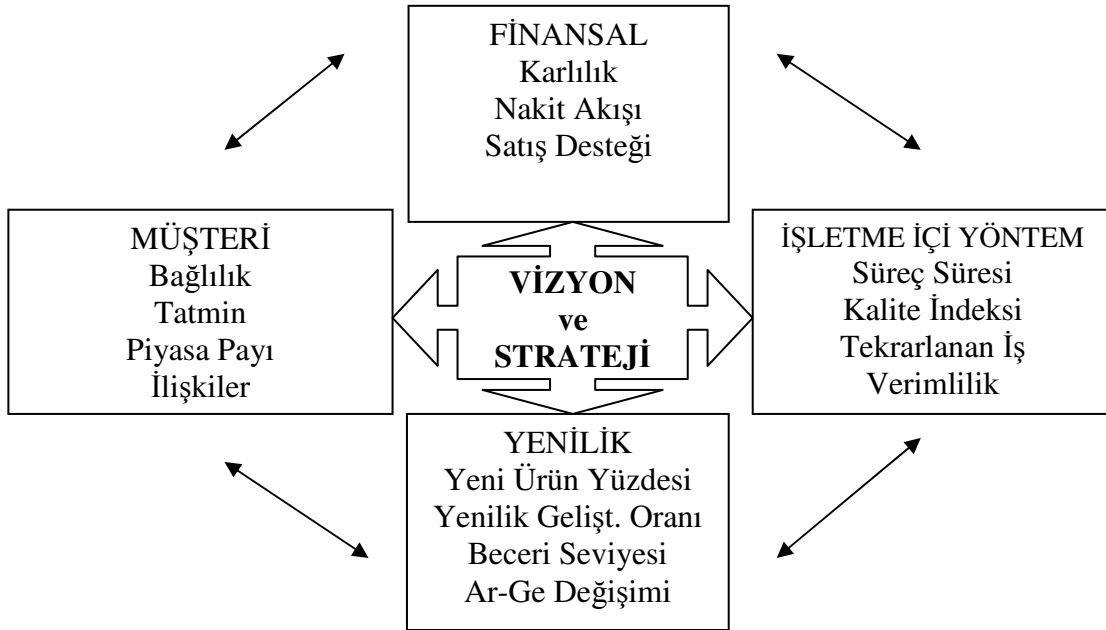 FİNANSAL
Karlılık
Nakit Akışı
Satış Desteği
MÜŞTERİ
Bağlılık
Tatmin
Piyasa Payı
İlişkiler
VİZYON
ve
STRATEJİ
İŞLETME İÇİ YÖNTEM
Süreç Süresi
Kalite İndeksi
Tekrarlanan İş
Verimlilik
YENİLİK
Yeni Ürün Yüzdesi
Yenilik Gelişt. Oranı
Beceri Seviyesi
Ar-Ge Değişimi